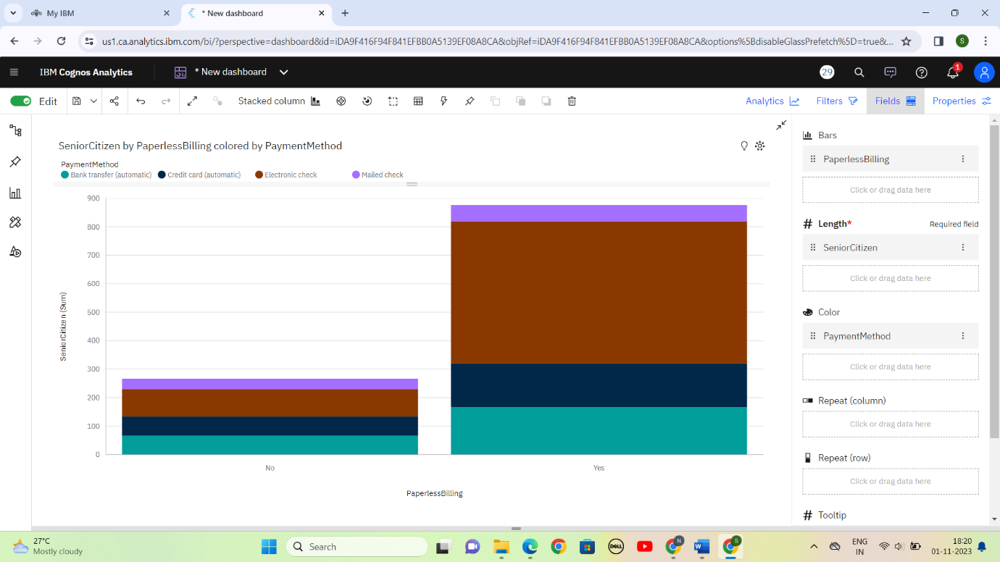 My IBM
* New dashboard
us1.ca.analytics.ibm.com/bi/?perspective=dashboard&id=iDA9F416F94F841EFBB0A5139EF08A8CA&objRef=iDA9F416F94F841EFBB0A5139EF08A8CA&options%5BdisableGlassPrefetch%5D=true&...
S
IBM Cognos Analytics
* New dashboard
29
1
Edit
Stacked column
Analytics
Filters
Fields
Properties
SeniorCitizen by PaperlessBilling colored by PaymentMethod
PaymentMethod
Bank transfer (automatic) Credit card (automatic) Electronic check Mailed check
900
800
700
600
500
400
300
200
100
0
SeniorCitizen (Sum)
No Yes
PaperlessBilling
Bars
PaperlessBilling
Click or drag data here
Length* Required field
SeniorCitizen
Click or drag data here
Color
PaymentMethod
Click or drag data here
Repeat (column)
Click or drag data here
Repeat (row)
Click or drag data here
Tooltip
27°C
Mostly cloudy
Search
DELL
N
W
S
ENG
IN
18:20
01-11-2023